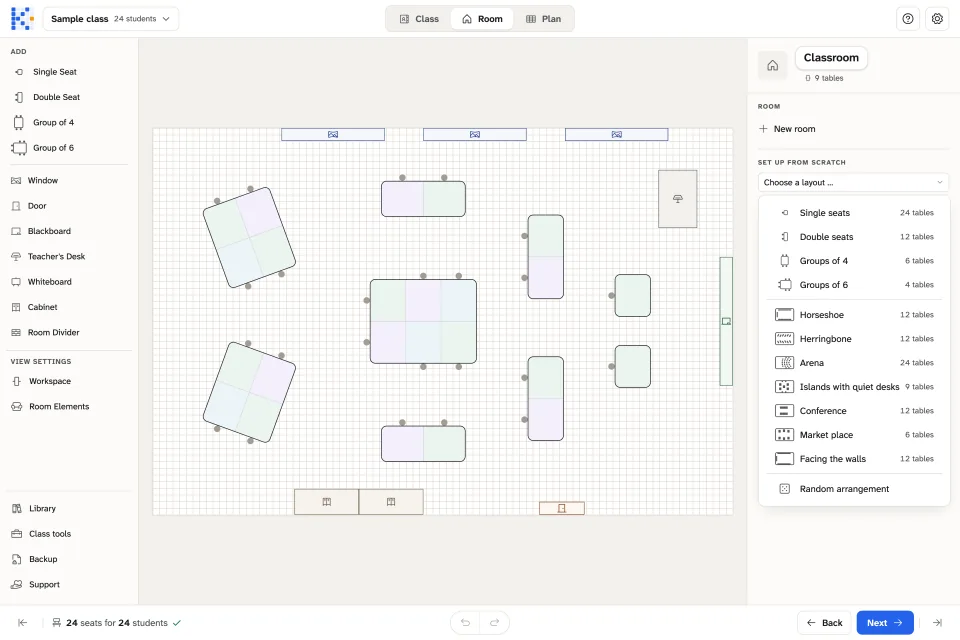 Sample class 24 students
Class
Room
Plan
ADD
Single Seat
Double Seat
Group of 4
Group of 6
Window
Door
Blackboard
Teacher's Desk
Whiteboard
Cabinet
Room Divider
VIEW SETTINGS
Workspace
Room Elements
Library
Class tools
Backup
Support
Classroom
9 tables
ROOM
New room
SET UP FROM SCRATCH
Choose a layout ...
Single seats 24 tables
Double seats 12 tables
Groups of 4 6 tables
Groups of 6 4 tables
Horseshoe 12 tables
Herringbone 12 tables
Arena 24 tables
Islands with quiet desks 9 tables
Conference 12 tables
Market place 6 tables
Facing the walls 12 tables
Random arrangement
24 seats for 24 students
Back
Next